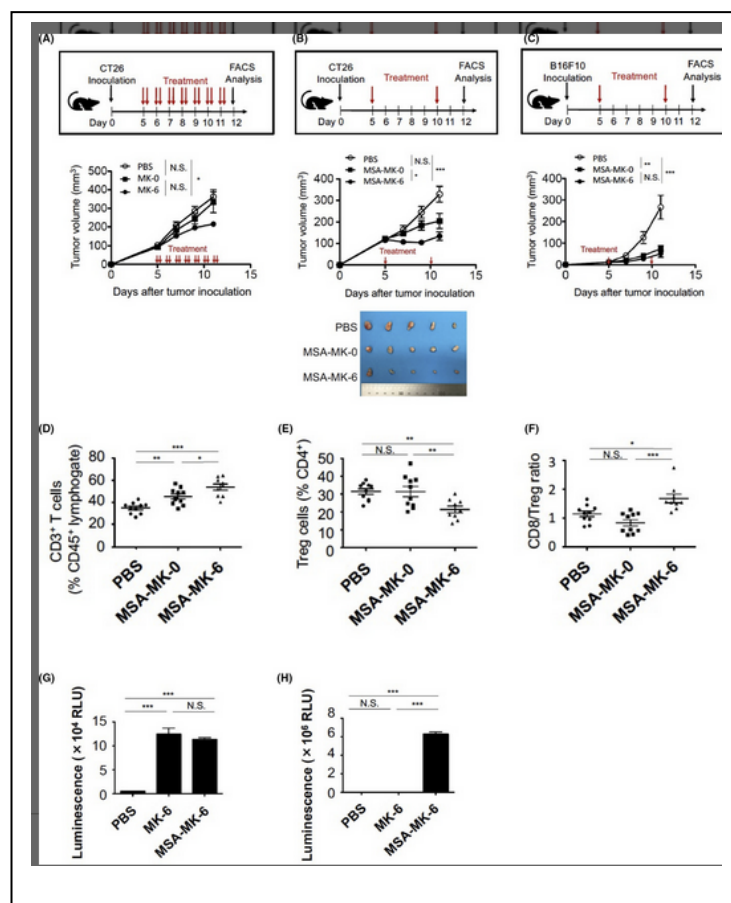 (A)
CT26
Inoculation
Treatment
FACS
Analysis
Day 0 5 6 7 8 9 10 11 12
(B)
CT26
Inoculation
Treatment
FACS
Analysis
Day 0 5 6 7 8 9 10 12
(C)
B16F10
Inoculation
Treatment
FACS
Analysis
Day 0 5 6 7 8 9 10 12
PBS
MK-0
MK-6
N.S.
N.S.
*
Tumor volume (mm3)
500
400
300
200
100
0
Treatment
0 5 10 15
Days after tumor inoculation
PBS
MSA-MK-0
MSA-MK-6
N.S.
*
***
Tumor volume (mm3)
400
300
200
100
0
Treatment
0 5 10 15
Days after tumor inoculation
PBS
MSA-MK-0
MSA-MK-6
**
N.S.
***
Tumor volume (mm3)
400
300
200
100
0
Treatment
0 5 10 15
Days after tumor inoculation
PBS
MSA-MK-0
MSA-MK-6
(D)
***
** *
CD3+ T cells
(% CD45+ lymphogate)
80
60
40
20
0
PBS
MSA-MK-0
MSA-MK-6
(E)
**
N.S. **
Treg cells (% CD4+)
50
40
30
20
10
0
PBS
MSA-MK-0
MSA-MK-6
(F)
*
N.S. ***
CD8/Treg ratio
4
3
2
1
0
PBS
MSA-MK-0
MSA-MK-6
(G)
***
*** N.S.
Luminescence (×10⁴ RLU)
15
10
5
0
PBS
MK-6
MSA-MK-6
(H)
***
N.S. ***
Luminescence (×10⁶ RLU)
8
6
4
2
0
PBS
MK-6
MSA-MK-6